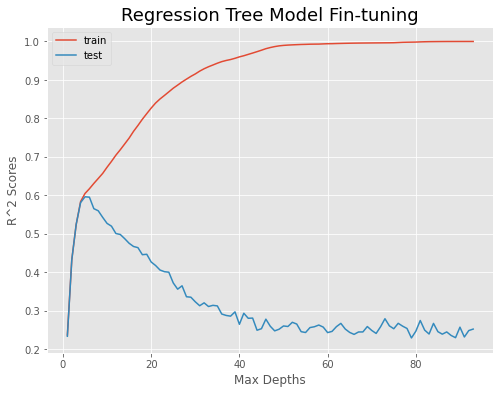 Regression Tree Model Fin-tuning
train
test
1.0
0.9
0.8
0.7
0.6
0.5
0.4
0.3
0.2
R^2 Scores
0 20 40 60 80
Max Depths